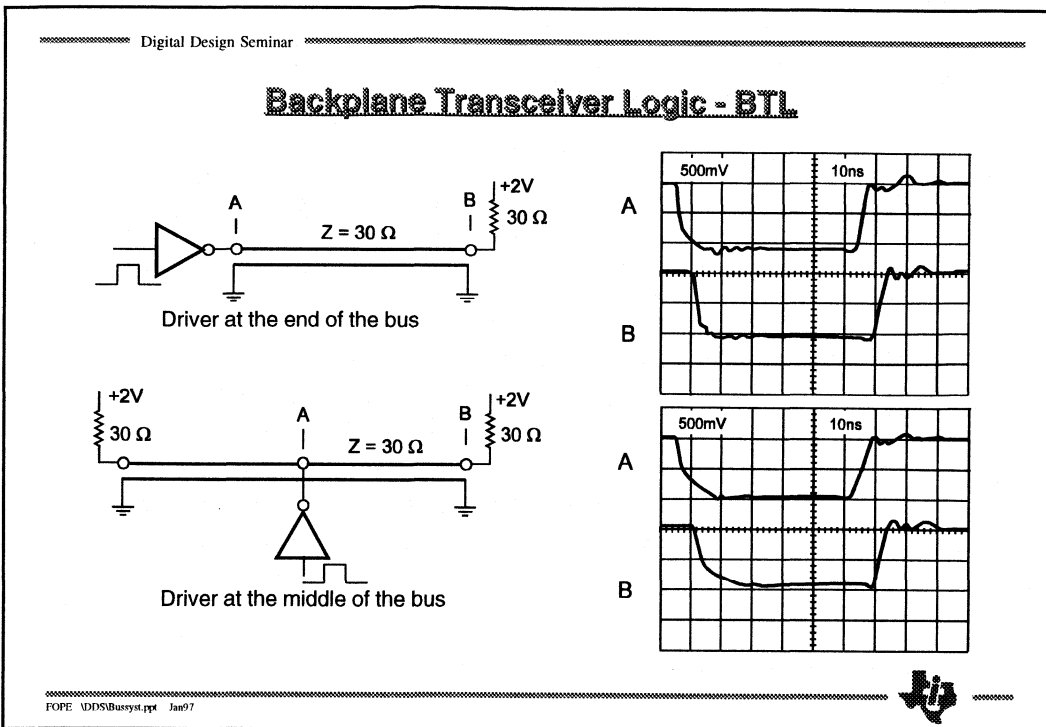 Digital Design Seminar
Backplane Transceiver Logic - BTL
A
B
+2V
30 Ω
Z = 30 Ω
Driver at the end of the bus
+2V
30 Ω
A
Z = 30 Ω
B
+2V
30 Ω
Driver at the middle of the bus
500mV
10ns
A
B
500mV
10ns
A
B
FOPE \DDS\Bussyst.ppt Jan97
ti